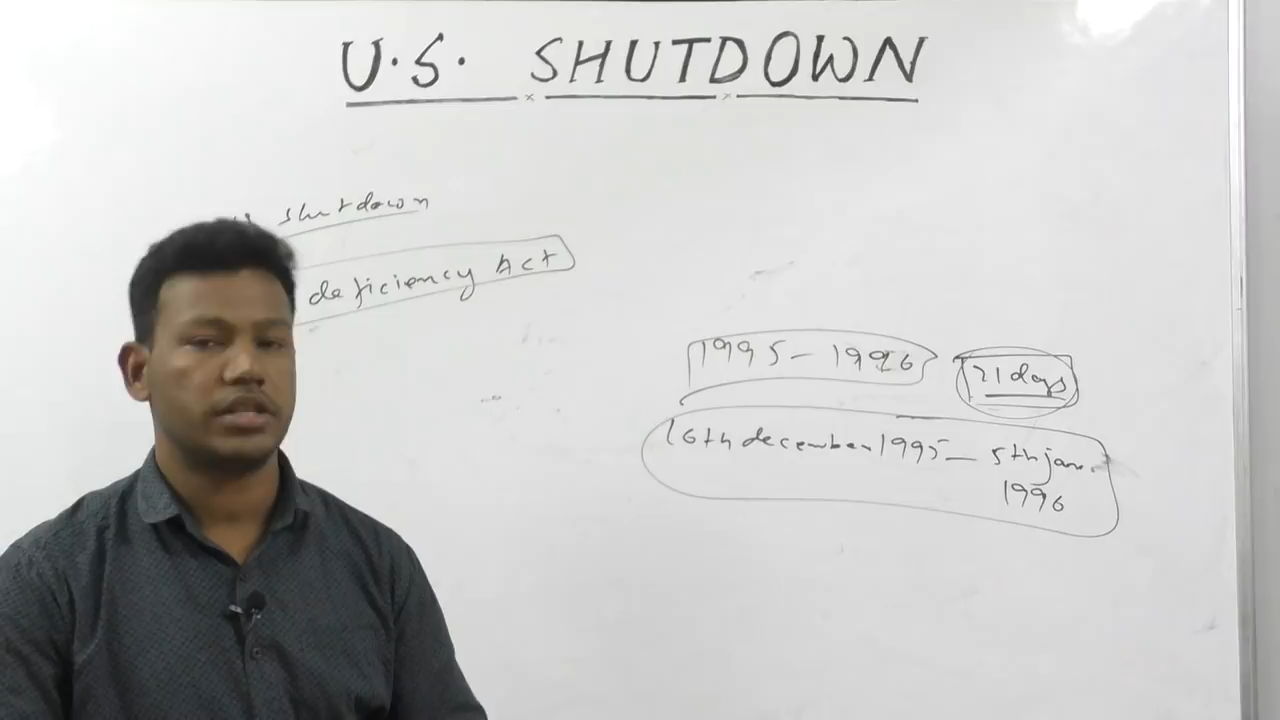 U.S. SHUTDOWN
shutdown
deficiency Act
1995 - 1996
21 days
16th december 1995 - 5th jan.
1996